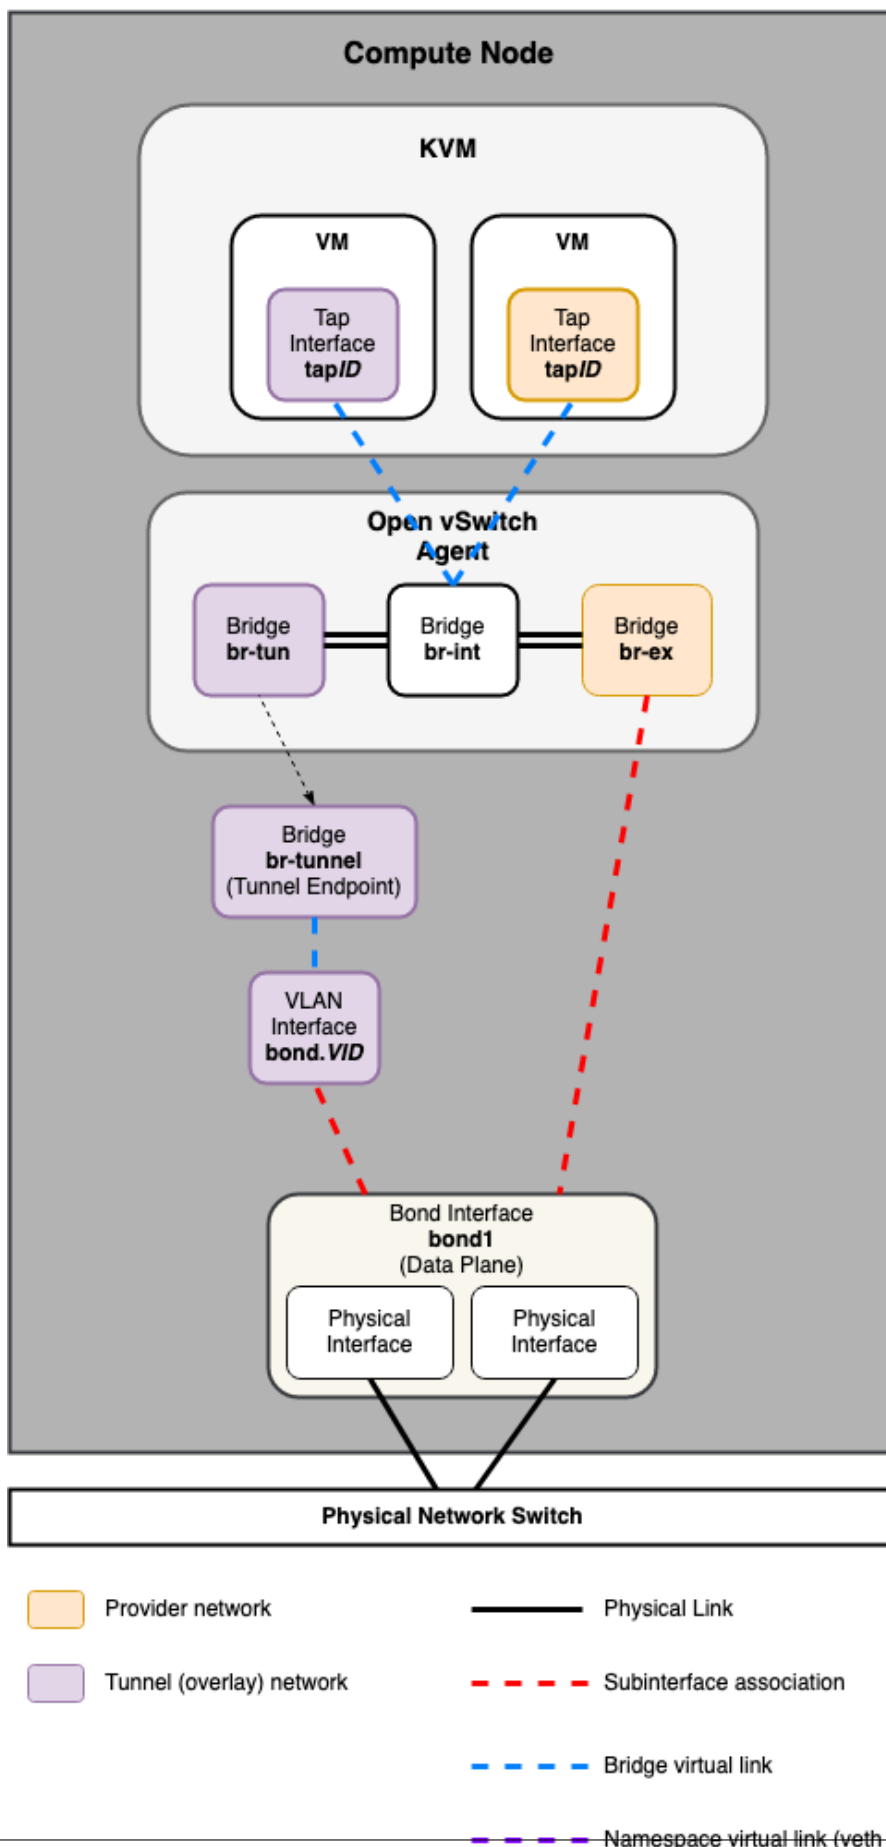 Compute Node
KVM
VM
VM
Tap
Interface
tapID
Tap
Interface
tapID
Open vSwitch
Agent
Bridge
br-tun
Bridge
br-int
Bridge
br-ex
Bridge
br-tunnel
(Tunnel Endpoint)
VLAN
Interface
bond.VID
Bond Interface
bond1
(Data Plane)
Physical
Interface
Physical
Interface
Physical Network Switch
Provider network
Physical Link
Tunnel (overlay) network
Subinterface association
Bridge virtual link
Namespace virtual link (veth